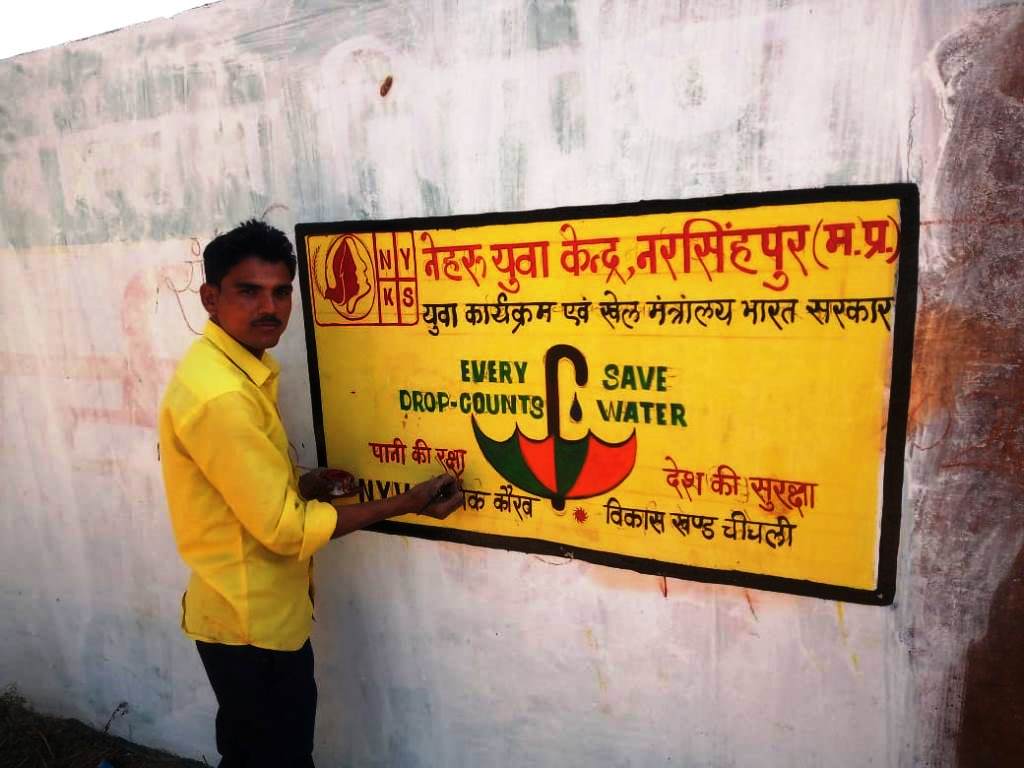 NY
KS
नेहरू युवा केन्द्र, नरसिंहपुर (म.प्र.)
युवा कार्यक्रम एवं खेल मंत्रांलय भारत सरकार
EVERY
DROP-COUNTS
SAVE
WATER
पानी की रक्षा
देश की सुरक्षा
कौरव
विकास खण्ड चीचली